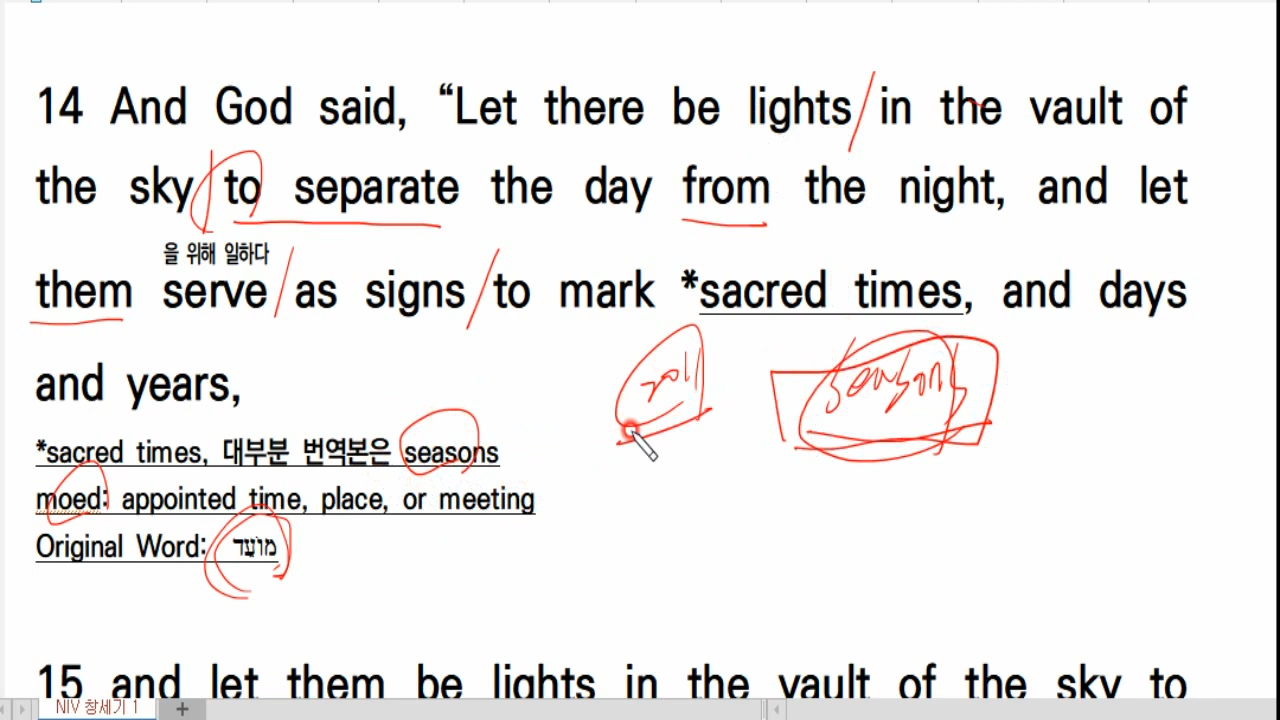 14 And God said, “Let there be lights in the vault of
the sky to separate the day from the night, and let
을 위해 일하다
them serve as signs to mark *sacred times, and days
and years,
2011 seasons
*sacred times, 대부분 번역본은 seasons
moed: appointed time, place, or meeting
Original Word: מוֹעֵד
15 and let them be lights in the vault of the sky to
NIV 창세기 1